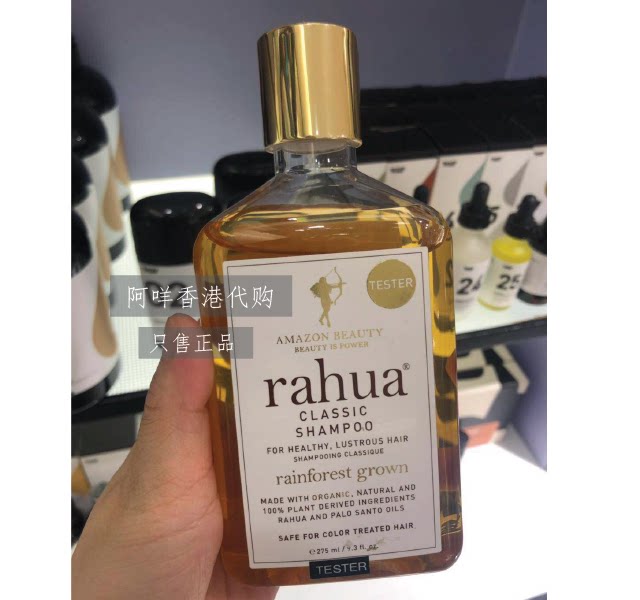 TESTER
AMAZON BEAUTY
BEAUTY IS POWER
rahua®
CLASSIC
SHAMPOO
FOR HEALTHY, LUSTROUS HAIR
SHAMPOOING CLASSIQUE
rainforest grown
MADE WITH ORGANIC, NATURAL AND
100% PLANT DERIVED INGREDIENTS
RAHUA AND PALO SANTO OILS
SAFE FOR COLOR TREATED HAIR
℮275 ml / 9.3 fl. oz
TESTER
阿咩香港代购
只售正品
24
25